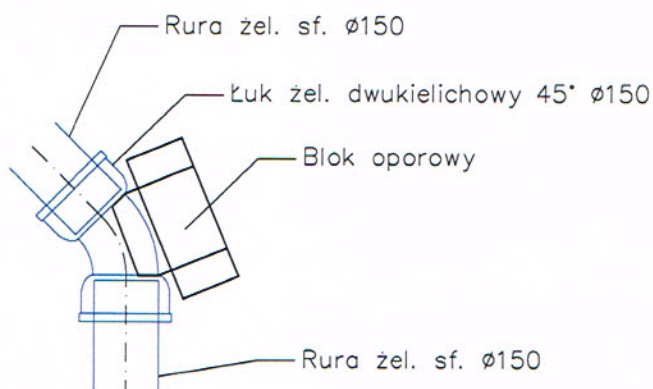 Rura żel. sf. ø150
Łuk żel. dwukielichowy 45° ø150
Blok oporowy
Rura żel. sf. ø150